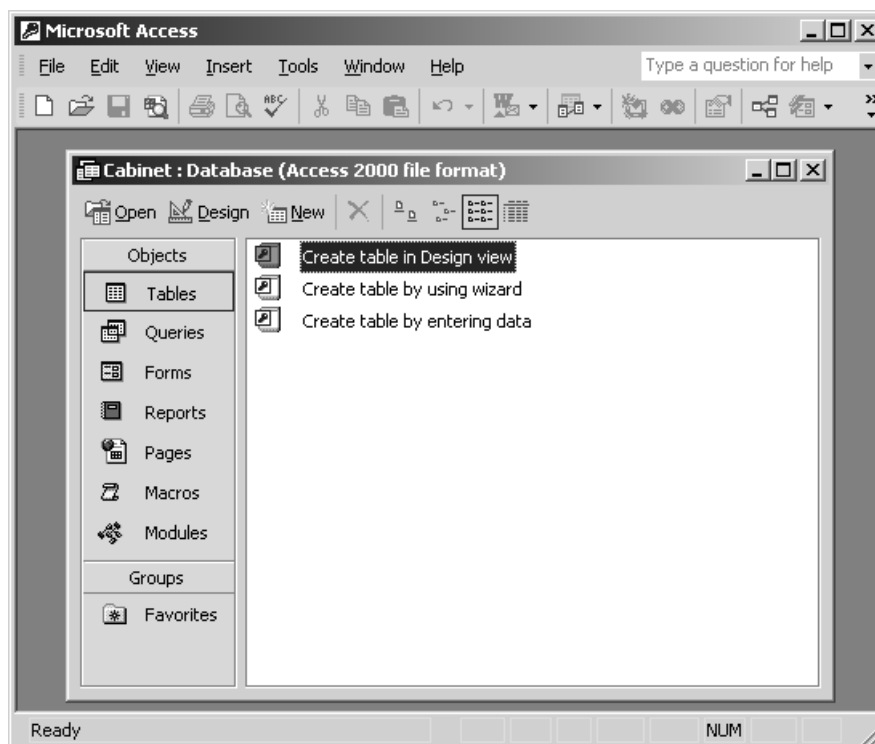 Microsoft Access
File Edit View Insert Tools Window Help Type a question for help
ABC W
Cabinet : Database (Access 2000 file format)
Open Design New
Objects
Tables
Queries
Forms
Reports
Pages
Macros
Modules
Groups
Favorites
Create table in Design view
Create table by using wizard
Create table by entering data
Ready NUM